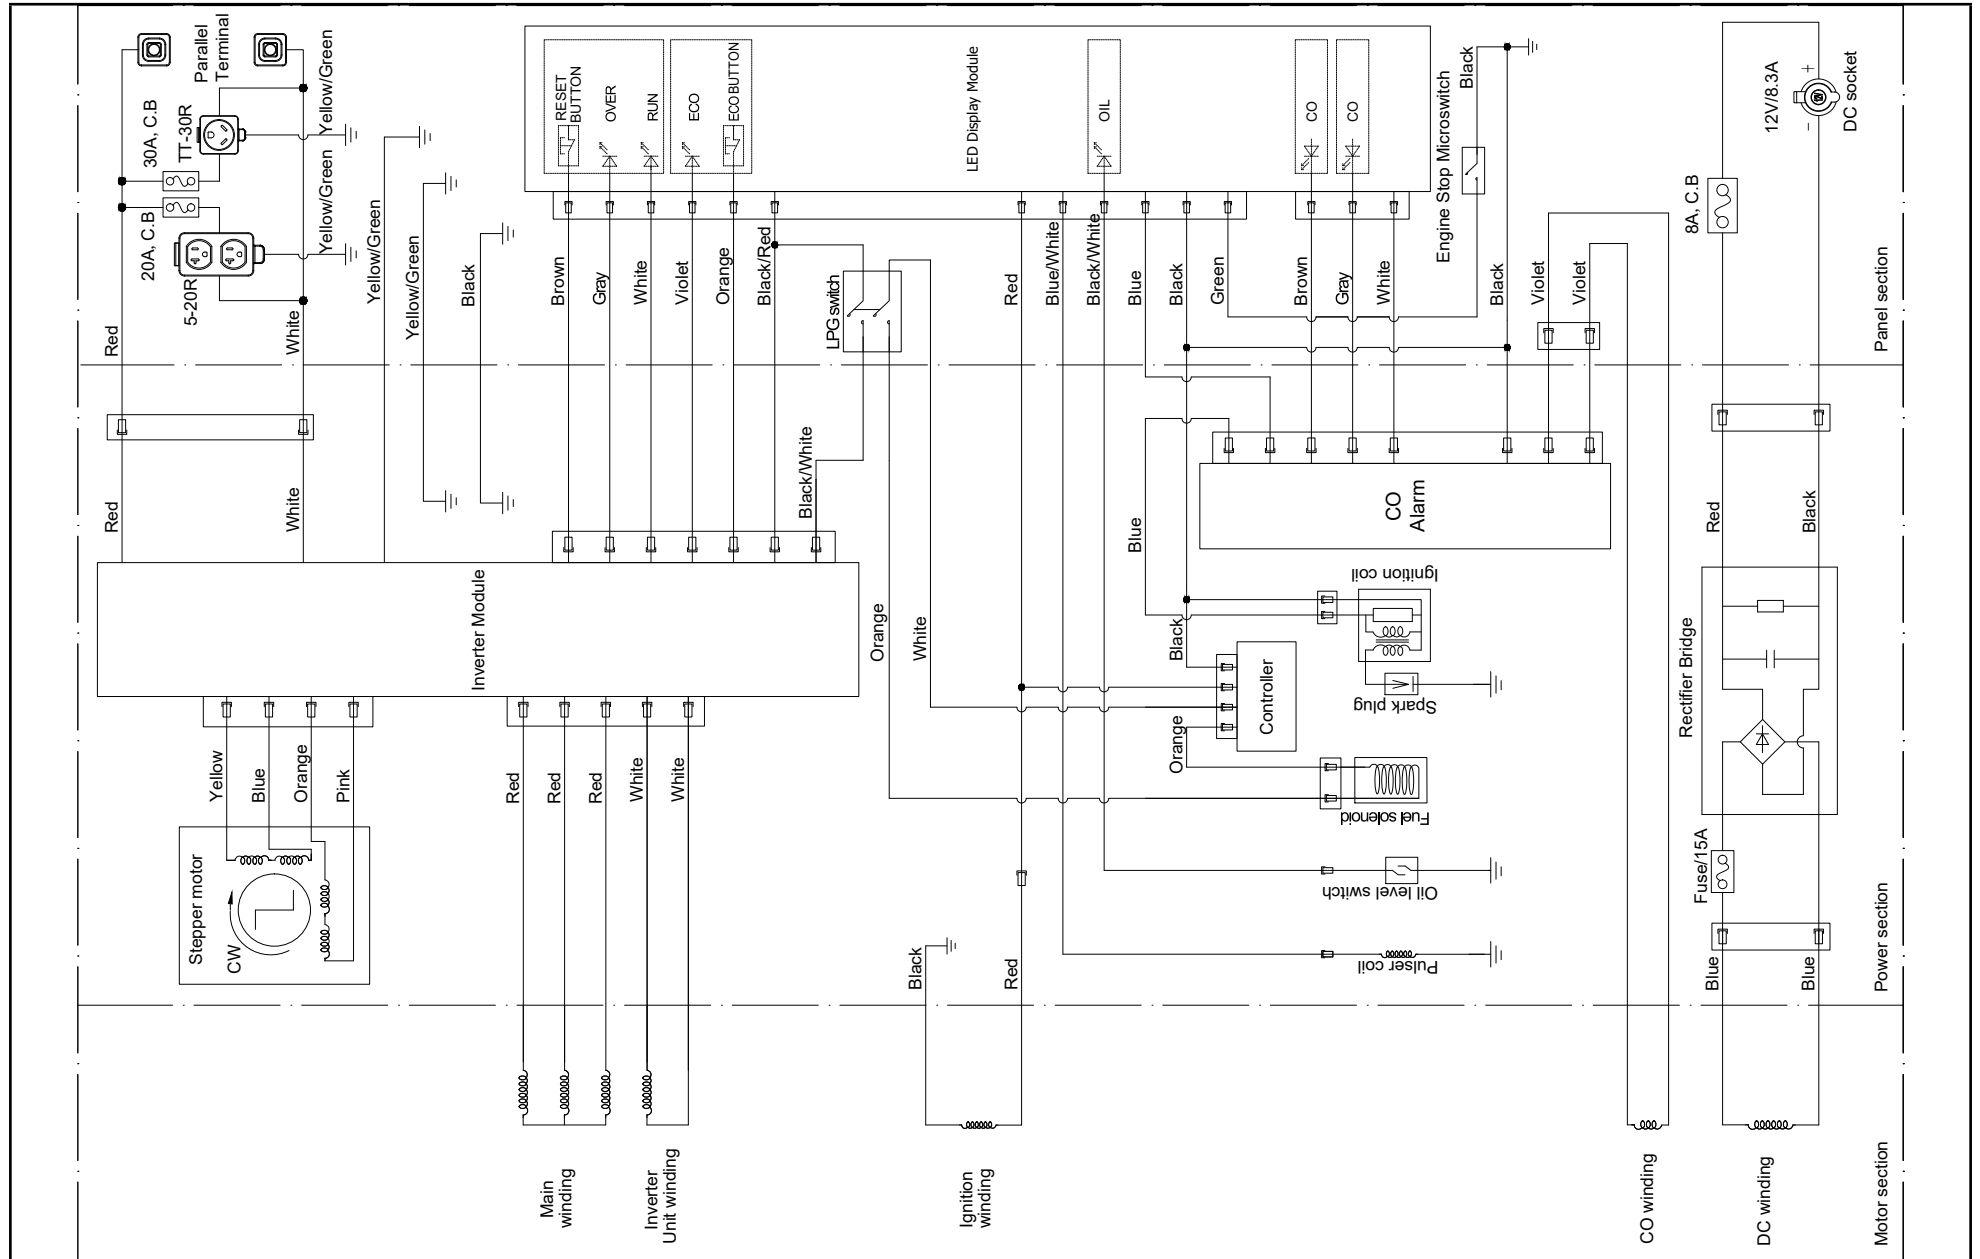 Parallel
Terminal
Yellow/Green
30A, C.B
TT-30R
Yellow/Green
20A, C.B
5-20R
Yellow/Green
Yellow/Green
Black
Red
White
Red
White
RESET
BUTTON
OVER
RUN
ECO
ECO BUTTON
LED Display Module
OIL
CO
CO
Black
Engine Stop Microswitch
12V/8.3A
+
−
DC socket
8A, C.B
Brown
Gray
White
Violet
Orange
Black/Red
LPG switch
Red
Blue/White
Black/White
Blue
Black
Green
Brown
Gray
White
Black
Violet
Violet
Panel section
Black/White
Inverter Module
Orange
White
Blue
CO
Alarm
Red
Black
Ignition coil
Black
Controller
Spark plug
Orange
Fuel solenoid
Rectifier Bridge
Fuse/15A
Oil level switch
Pulser coil
Blue
Blue
Power section
Yellow
Blue
Orange
Pink
Red
Red
Red
White
White
Stepper motor
CW
Black
Red
Main
winding
Inverter
Unit winding
Ignition
winding
CO winding
DC winding
Motor section